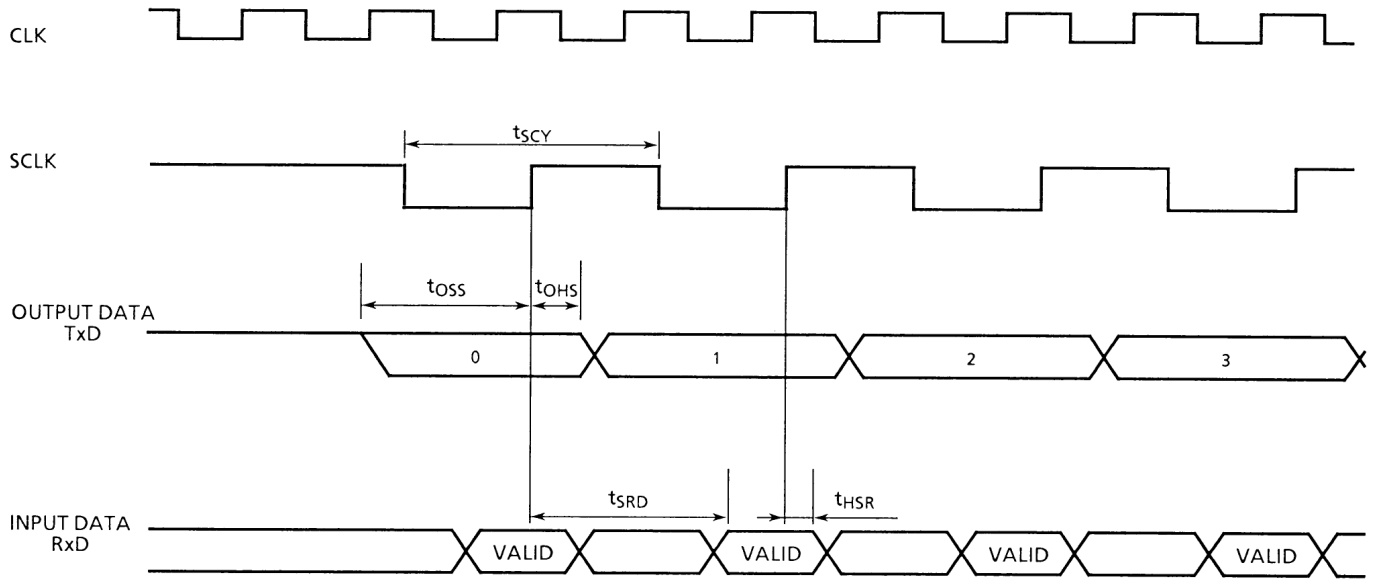 CLK
SCLK
tSCY
OUTPUT DATA
TxD
tOSS
tOHS
0
1
2
3
INPUT DATA
RxD
tSRD
tHSR
VALID
VALID
VALID
VALID